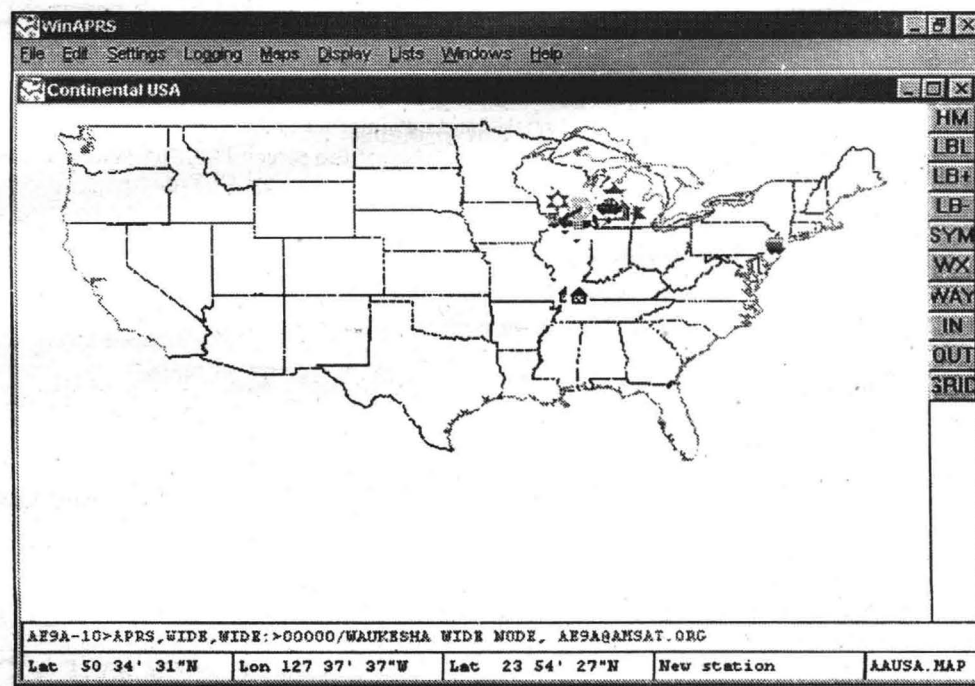 WinAPRS
File Edit Settings Logging Maps Display Lists Windows Help
Continental USA
HM
LBL
LB+
LB-
SYM
WX
WAY
IN
OUT
GRID
AE9A-10>APRS,WIDE,WIDE:>00000/WAUKESHA WIDE NODE, AE9A@AMSAT.ORG
Lat 50 34' 31"N Lon 127 37' 37"W Lat 23 54' 27"N New station AAUSA.MAP